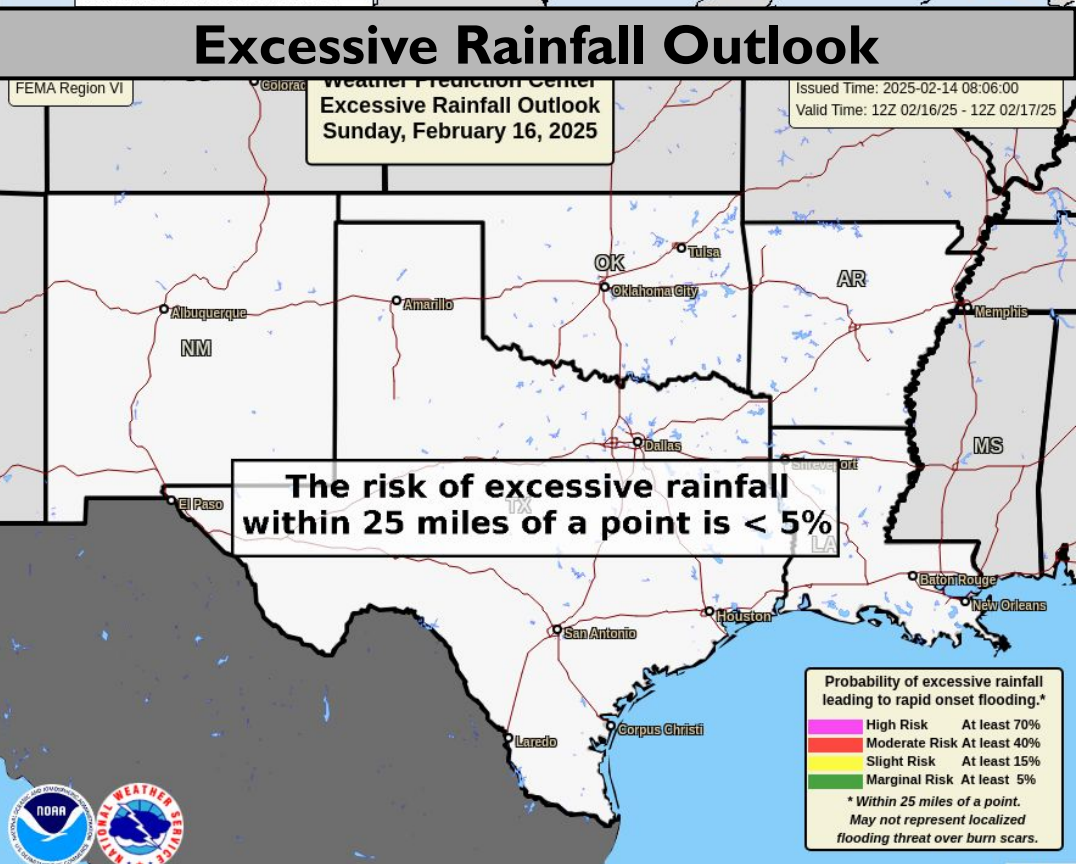 Excessive Rainfall Outlook
FEMA Region VI
Weather Prediction Center
Excessive Rainfall Outlook
Sunday, February 16, 2025
Issued Time: 2025-02-14 08:06:00
Valid Time: 12Z 02/16/25 - 12Z 02/17/25
Colorad
Tulsa
OK
Oklahoma City
AR
Albuquerque
Amarillo
Memphis
NM
Dallas
MS
Shreveport
The risk of excessive rainfall
within 25 miles of a point is < 5%
El Paso
TX
LA
Baton Rouge
New Orleans
Houston
San Antonio
Corpus Christi
Laredo
Probability of excessive rainfall
leading to rapid onset flooding.*
High Risk At least 70%
Moderate Risk At least 40%
Slight Risk At least 15%
Marginal Risk At least 5%
* Within 25 miles of a point.
May not represent localized
flooding threat over burn scars.
NOAA
NATIONAL WEATHER SERVICE